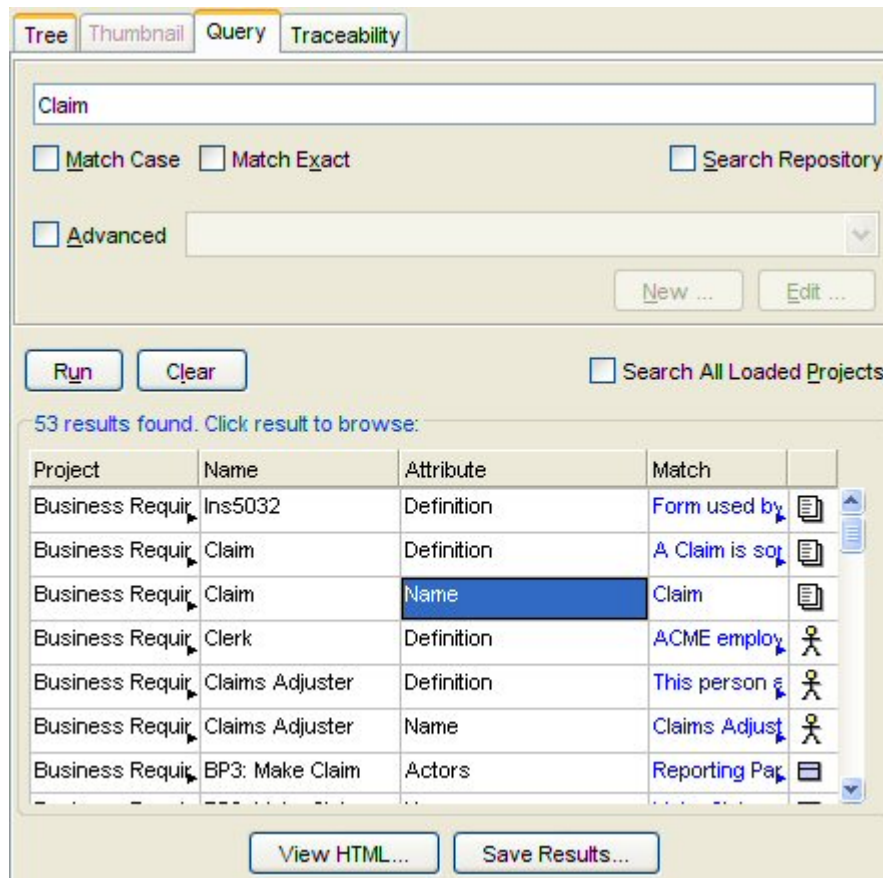 Tree Thumbnail Query Traceability
Claim
Match Case Match Exact Search Repository
Advanced
New ... Edit ...
Run Clear Search All Loaded Projects
53 results found. Click result to browse:
Project Name Attribute Match
Business Requir Ins5032 Definition Form used by
Business Requir Claim Definition A Claim is sor
Business Requir Claim Name Claim
Business Requir Clerk Definition ACME employ
Business Requir Claims Adjuster Definition This person a
Business Requir Claims Adjuster Name Claims Adjust
Business Requir BP3: Make Claim Actors Reporting Par
View HTML... Save Results...